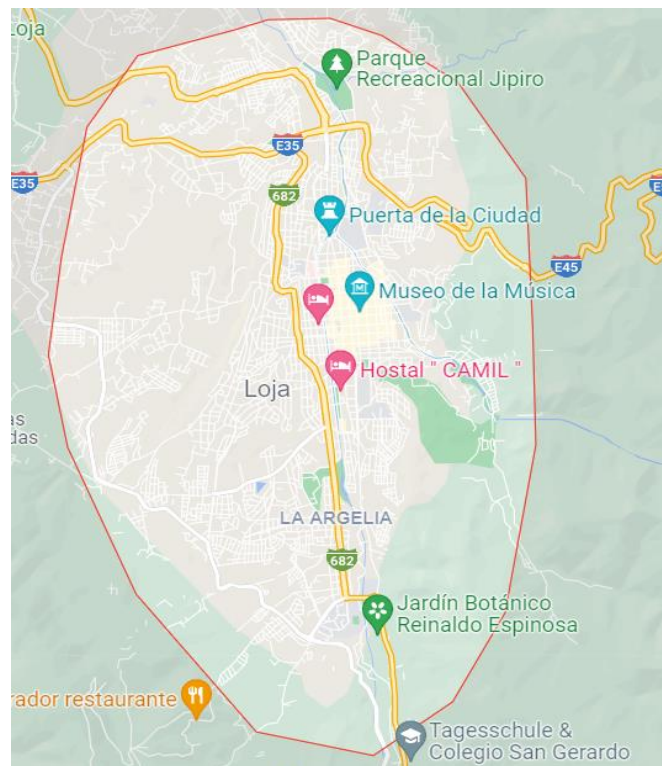 Loja
Parque
Recreacional Jipiro
E35
E35
682
Puerta de la Ciudad
E45
Museo de la Música
Hostal " CAMIL "
Loja
as
das
LA ARGELIA
682
Jardín Botánico
Reinaldo Espinosa
rador restaurante
Tagesschule &
Colegio San Gerardo